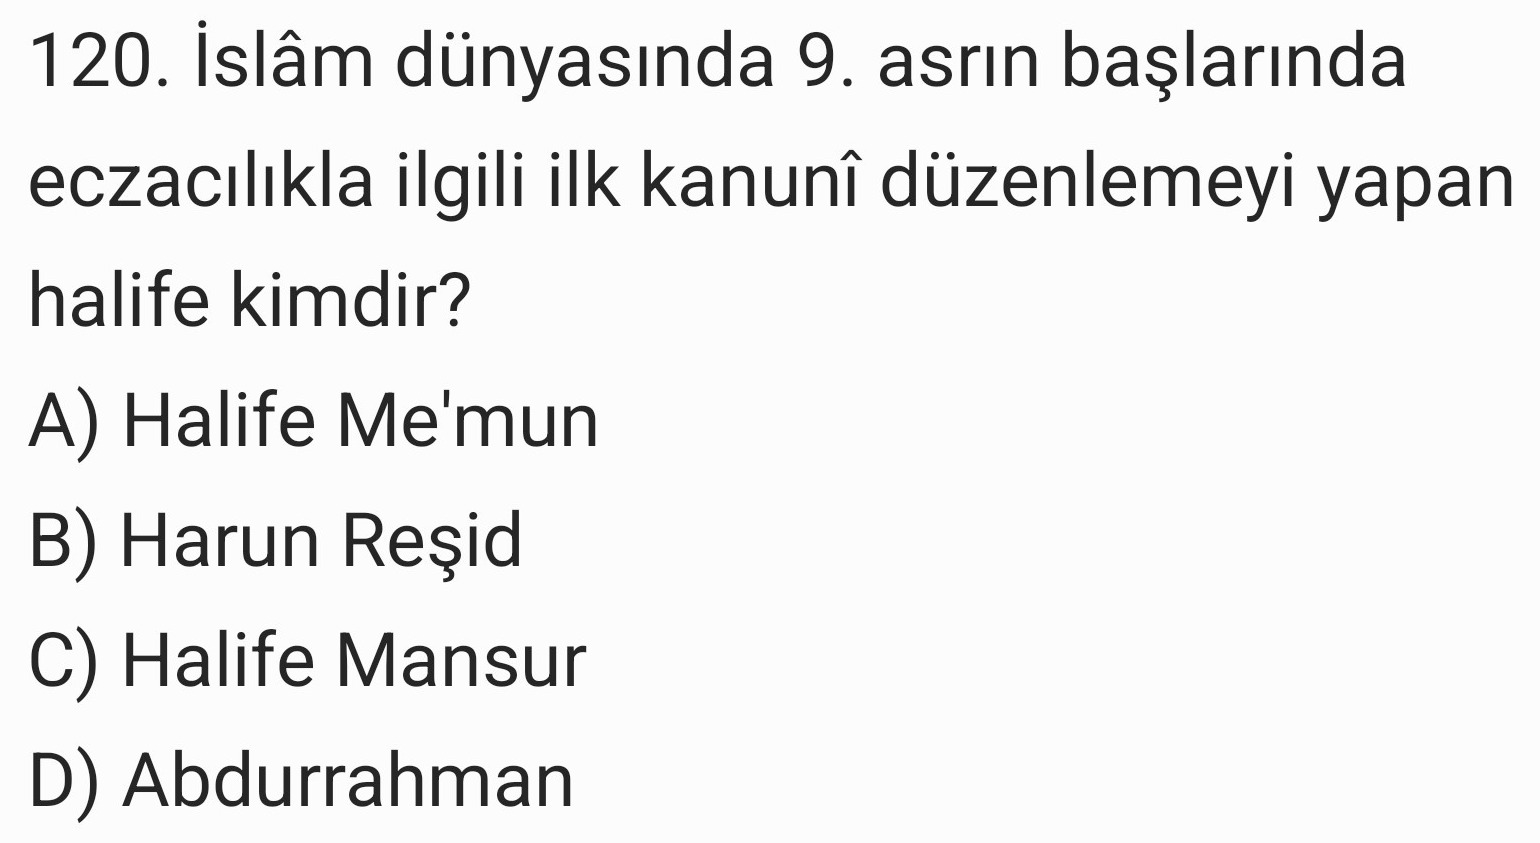 120. İslâm dünyasında 9. asrın başlarında
eczacılıkla ilgili ilk kanunî düzenlemeyi yapan
halife kimdir?
A) Halife Me'mun
B) Harun Reşid
C) Halife Mansur
D) Abdurrahman